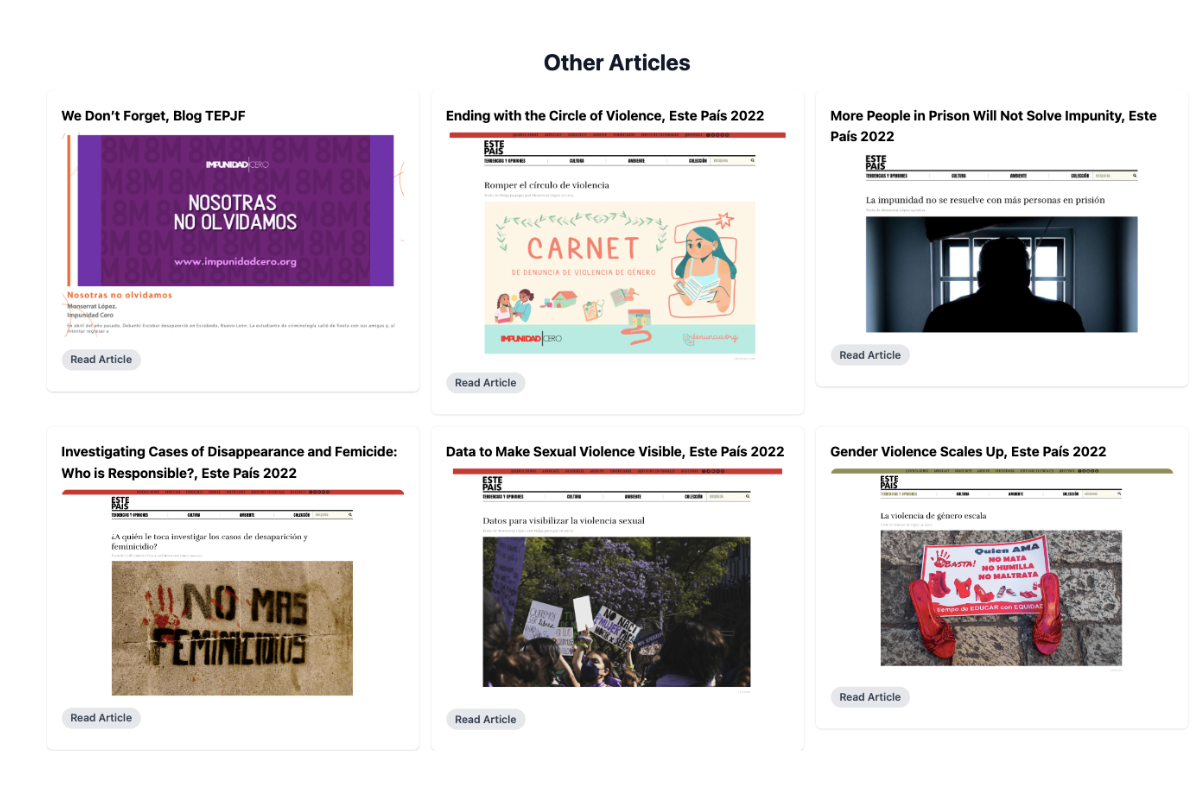 Other Articles
We Don’t Forget, Blog TEPJF
IMPUNIDAD CERO
NOSOTRAS
NO OLVIDAMOS
www.impunidadcero.org
Nosotras no olvidamos
Monserrat López.
Impunidad Cero
Read Article
Ending with the Circle of Violence, Este País 2022
ESTE
PAÍS
TENDENCIAS Y OPINIONES CULTURA AMBIENTE COLECCIÓN
Romper el círculo de violencia
CARNET
DE DENUNCIA DE VIOLENCIA DE GÉNERO
IMPUNIDAD CERO
denuncia.org
Read Article
More People in Prison Will Not Solve Impunity, Este
País 2022
ESTE
PAÍS
TENDENCIAS Y OPINIONES CULTURA AMBIENTE COLECCIÓN
La impunidad no se resuelve con más personas en prisión
Read Article
Investigating Cases of Disappearance and Femicide:
Who is Responsible?, Este País 2022
ESTE
PAÍS
TENDENCIAS Y OPINIONES CULTURA AMBIENTE COLECCIÓN
¿A quién le toca investigar los casos de desaparición y
feminicidio?
NO MAS
FEMINICIDIOS
Read Article
Data to Make Sexual Violence Visible, Este País 2022
ESTE
PAÍS
TENDENCIAS Y OPINIONES CULTURA AMBIENTE COLECCIÓN
Datos para visibilizar la violencia sexual
Read Article
Gender Violence Scales Up, Este País 2022
ESTE
PAÍS
TENDENCIAS Y OPINIONES CULTURA AMBIENTE COLECCIÓN
La violencia de género escala
Quien AMA
BASTA!
NO MATA
NO HUMILLA
NO MALTRATA
Tiempo de EDUCAR con EQUIDAD
Read Article